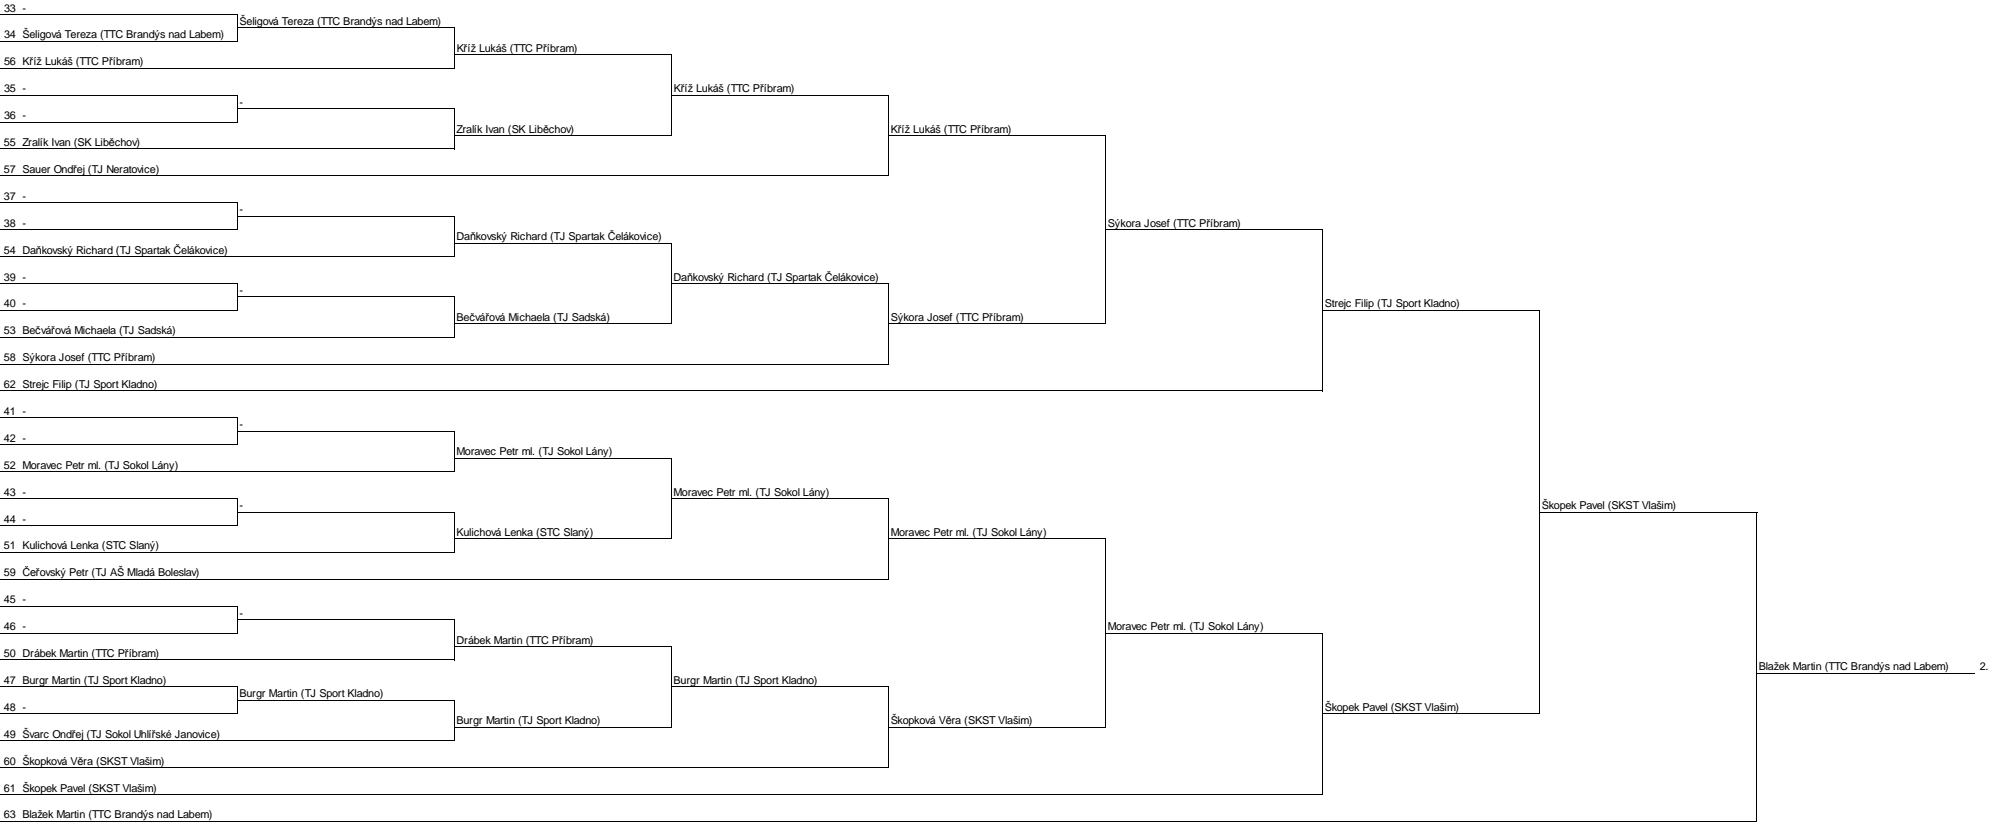 33 -
Šeligová Tereza (TTC Brandýs nad Labem)
34 Šeligová Tereza (TTC Brandýs nad Labem)
Kříž Lukáš (TTC Příbram)
56 Kříž Lukáš (TTC Příbram)
35 -
Kříž Lukáš (TTC Příbram)
-
36 -
Zralík Ivan (SK Liběchov)
Kříž Lukáš (TTC Příbram)
55 Zralík Ivan (SK Liběchov)
57 Sauer Ondřej (TJ Neratovice)
37 -
-
38 -
Sýkora Josef (TTC Příbram)
Daňkovský Richard (TJ Spartak Čelákovice)
54 Daňkovský Richard (TJ Spartak Čelákovice)
39 -
Daňkovský Richard (TJ Spartak Čelákovice)
-
40 -
Strejc Filip (TJ Sport Kladno)
Bečvářová Michaela (TJ Sadská)
Sýkora Josef (TTC Příbram)
53 Bečvářová Michaela (TJ Sadská)
58 Sýkora Josef (TTC Příbram)
62 Strejc Filip (TJ Sport Kladno)
41 -
-
42 -
Moravec Petr ml. (TJ Sokol Lány)
52 Moravec Petr ml. (TJ Sokol Lány)
43 -
Moravec Petr ml. (TJ Sokol Lány)
-
Škopek Pavel (SKST Vlašim)
44 -
Kulichová Lenka (STC Slaný)
Moravec Petr ml. (TJ Sokol Lány)
51 Kulichová Lenka (STC Slaný)
59 Čeřovský Petr (TJ AŠ Mladá Boleslav)
45 -
-
46 -
Moravec Petr ml. (TJ Sokol Lány)
Drábek Martin (TTC Příbram)
50 Drábek Martin (TTC Příbram)
Blažek Martin (TTC Brandýs nad Labem) 2.
47 Burgr Martin (TJ Sport Kladno)
Burgr Martin (TJ Sport Kladno)
Burgr Martin (TJ Sport Kladno)
48 -
Škopek Pavel (SKST Vlašim)
Burgr Martin (TJ Sport Kladno)
Škopková Věra (SKST Vlašim)
49 Švarc Ondřej (TJ Sokol Uhlířské Janovice)
60 Škopková Věra (SKST Vlašim)
61 Škopek Pavel (SKST Vlašim)
63 Blažek Martin (TTC Brandýs nad Labem)